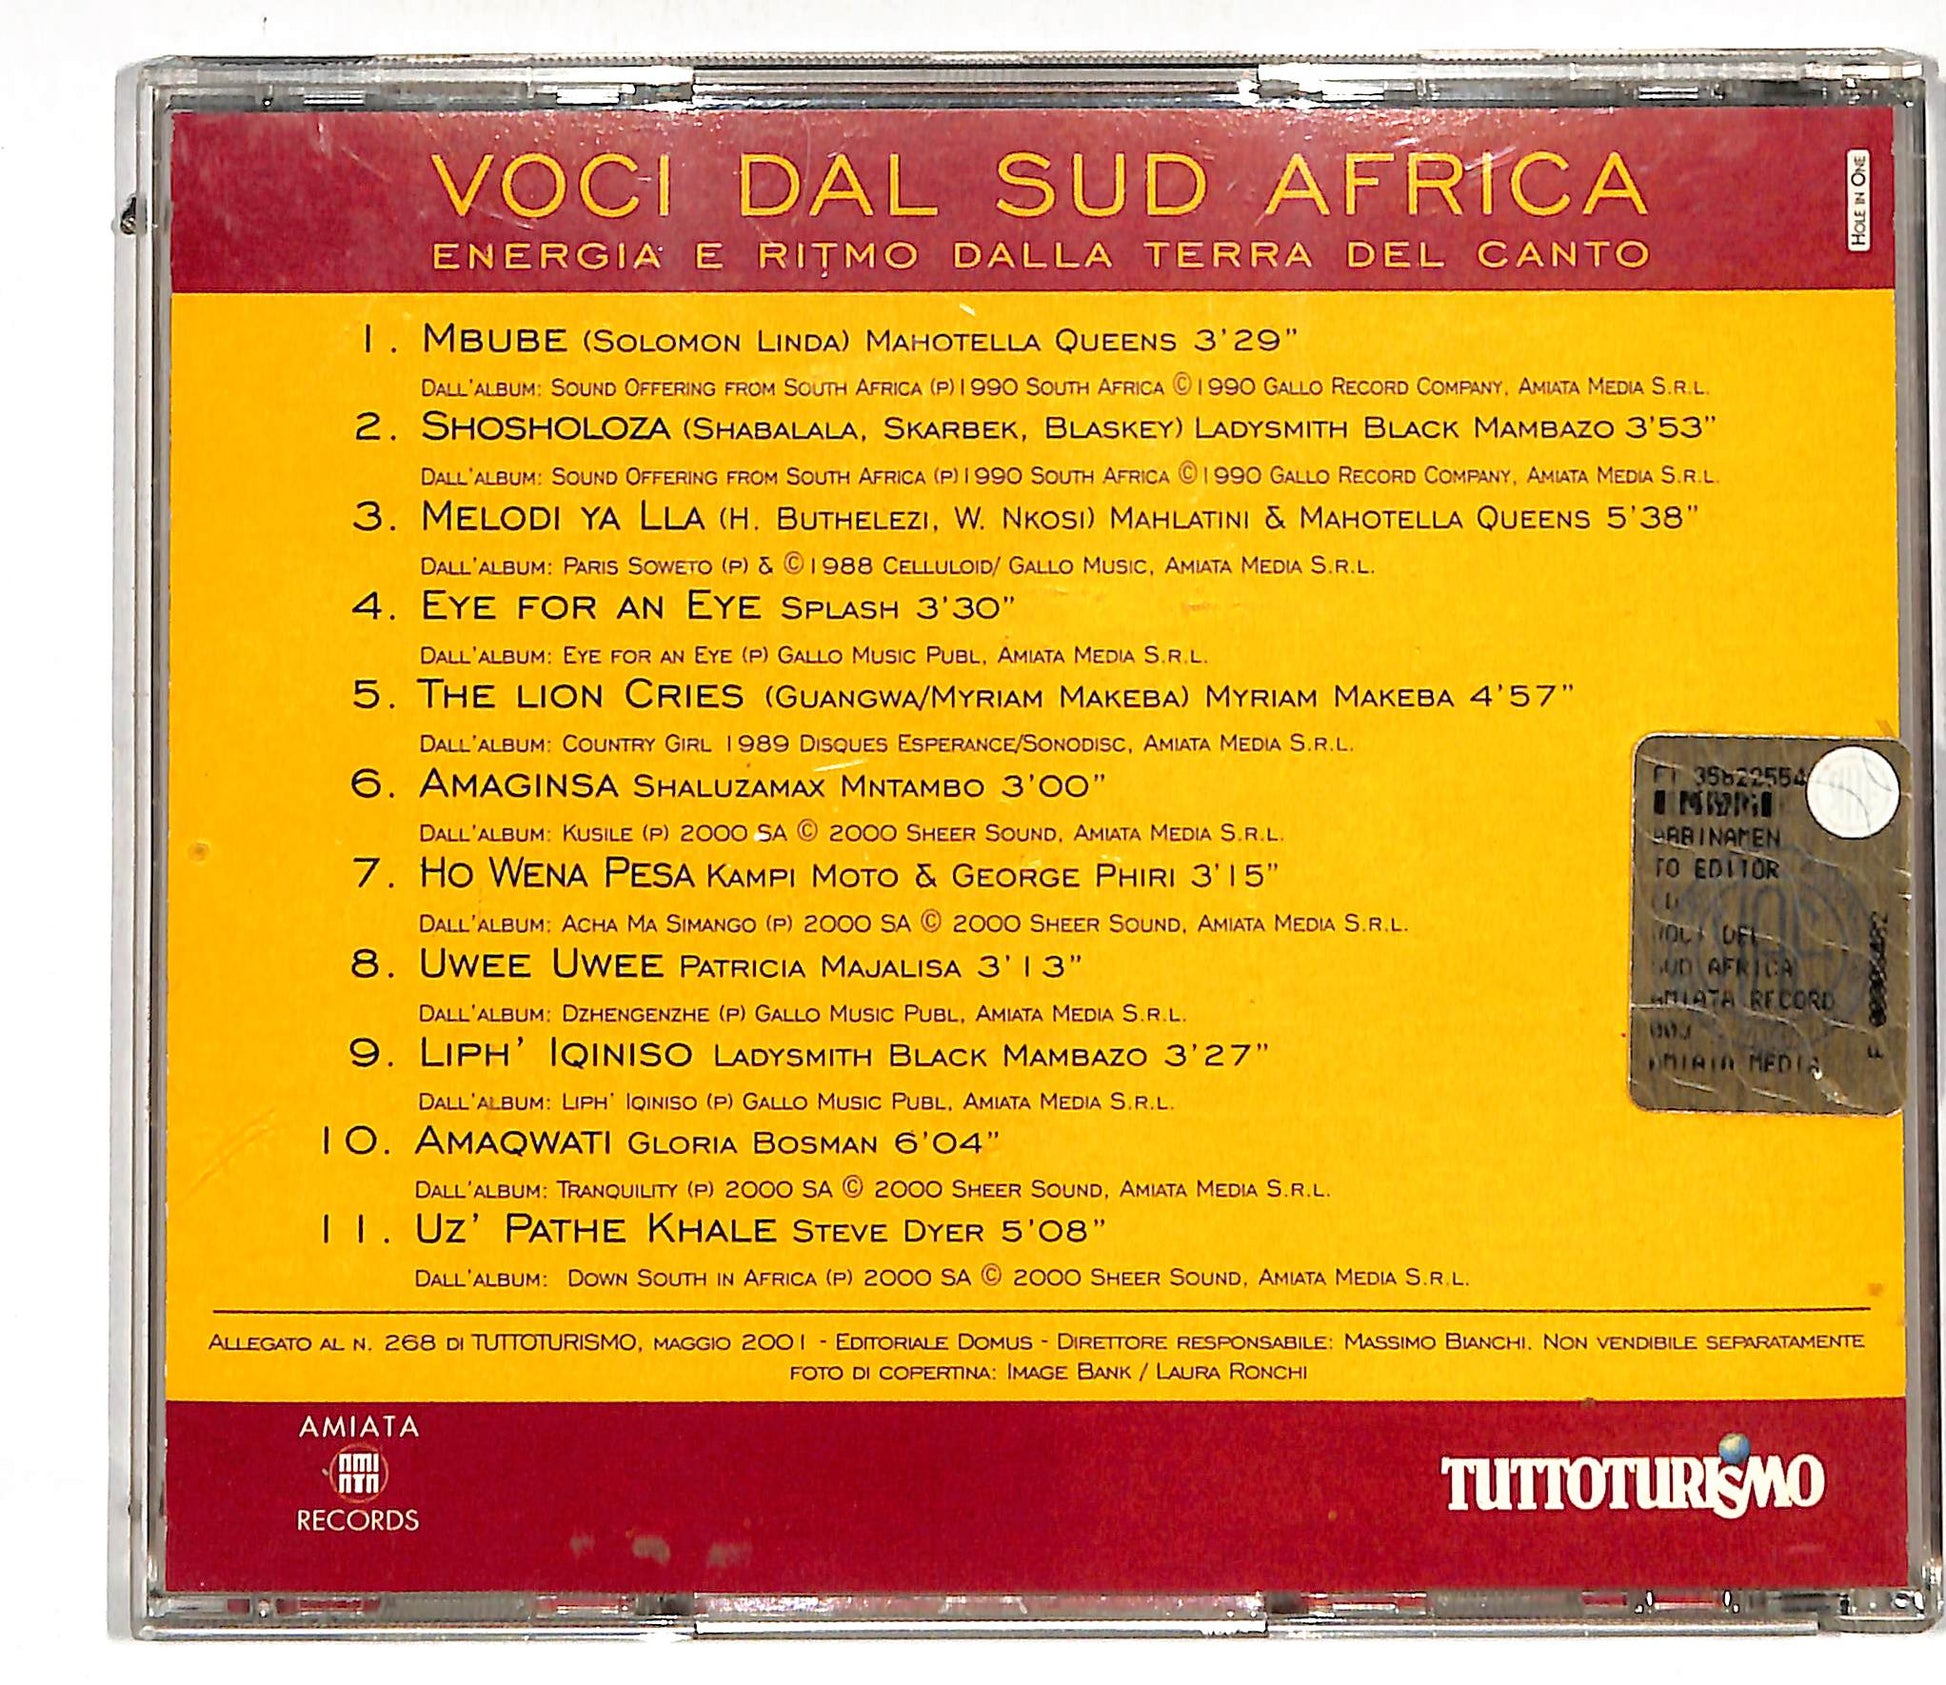 VOCI DAL SUD AFRICA
ENERGIA E RITMO DALLA TERRA DEL CANTO
HOLE IN ONE
1. MBUBE (SOLOMON LINDA) MAHOTELLA QUEENS 3'29"
DALL'ALBUM: SOUND OFFERING FROM SOUTH AFRICA (P)1990 SOUTH AFRICA ©1990 GALLO RECORD COMPANY, AMIATA MEDIA S.R.L.
2. SHOSHOLOZA (SHABALALA, SKARBEK, BLASKEY) LADYSMITH BLACK MAMBAZO 3'53"
DALL'ALBUM: SOUND OFFERING FROM SOUTH AFRICA (P)1990 SOUTH AFRICA ©1990 GALLO RECORD COMPANY, AMIATA MEDIA S.R.L.
3. MELODI YA LLA (H. BUTHELEZI, W. NKOSI) MAHLATINI & MAHOTELLA QUEENS 5'38"
DALL'ALBUM: PARIS SOWETO (P) & ©1988 CELLULOID/ GALLO MUSIC, AMIATA MEDIA S.R.L.
4. EYE FOR AN EYE SPLASH 3'30"
DALL'ALBUM: EYE FOR AN EYE (P) GALLO MUSIC PUBL, AMIATA MEDIA S.R.L.
5. THE LION CRIES (GUANGWA/MYRIAM MAKEBA) MYRIAM MAKEBA 4'57"
DALL'ALBUM: COUNTRY GIRL 1989 DISQUES ESPERANCE/SONODISC, AMIATA MEDIA S.R.L.
6. AMAGINSA SHALUZAMAX MNTAMBO 3'00"
DALL'ALBUM: KUSILE (P) 2000 SA © 2000 SHEER SOUND, AMIATA MEDIA S.R.L.
7. HO WENA PESA KAMPI MOTO & GEORGE PHIRI 3'15"
DALL'ALBUM: ACHA MA SIMANGO (P) 2000 SA © 2000 SHEER SOUND, AMIATA MEDIA S.R.L.
8. UWEE UWEE PATRICIA MAJALISA 3'13"
DALL'ALBUM: DZHENGENZHE (P) GALLO MUSIC PUBL, AMIATA MEDIA S.R.L.
9. LIPH' IQINISO LADYSMITH BLACK MAMBAZO 3'27"
DALL'ALBUM: LIPH' IQINISO (P) GALLO MUSIC PUBL, AMIATA MEDIA S.R.L.
10. AMAQWATI GLORIA BOSMAN 6'04"
DALL'ALBUM: TRANQUILITY (P) 2000 SA © 2000 SHEER SOUND, AMIATA MEDIA S.R.L.
11. UZ' PATHE KHALE STEVE DYER 5'08"
DALL'ALBUM: DOWN SOUTH IN AFRICA (P) 2000 SA © 2000 SHEER SOUND, AMIATA MEDIA S.R.L.
ABBINAMEN
TO EDITOR
SUD AFRICA
AMIATA RECORD
AMIATA MEDIA
ALLEGATO AL N. 268 DI TUTTOTURISMO, MAGGIO 2001 - EDITORIALE DOMUS - DIRETTORE RESPONSABILE: MASSIMO BIANCHI. NON VENDIBILE SEPARATAMENTE
FOTO DI COPERTINA: IMAGE BANK / LAURA RONCHI
AMIATA
AMI
ATA
RECORDS
TUTTOTURISMO